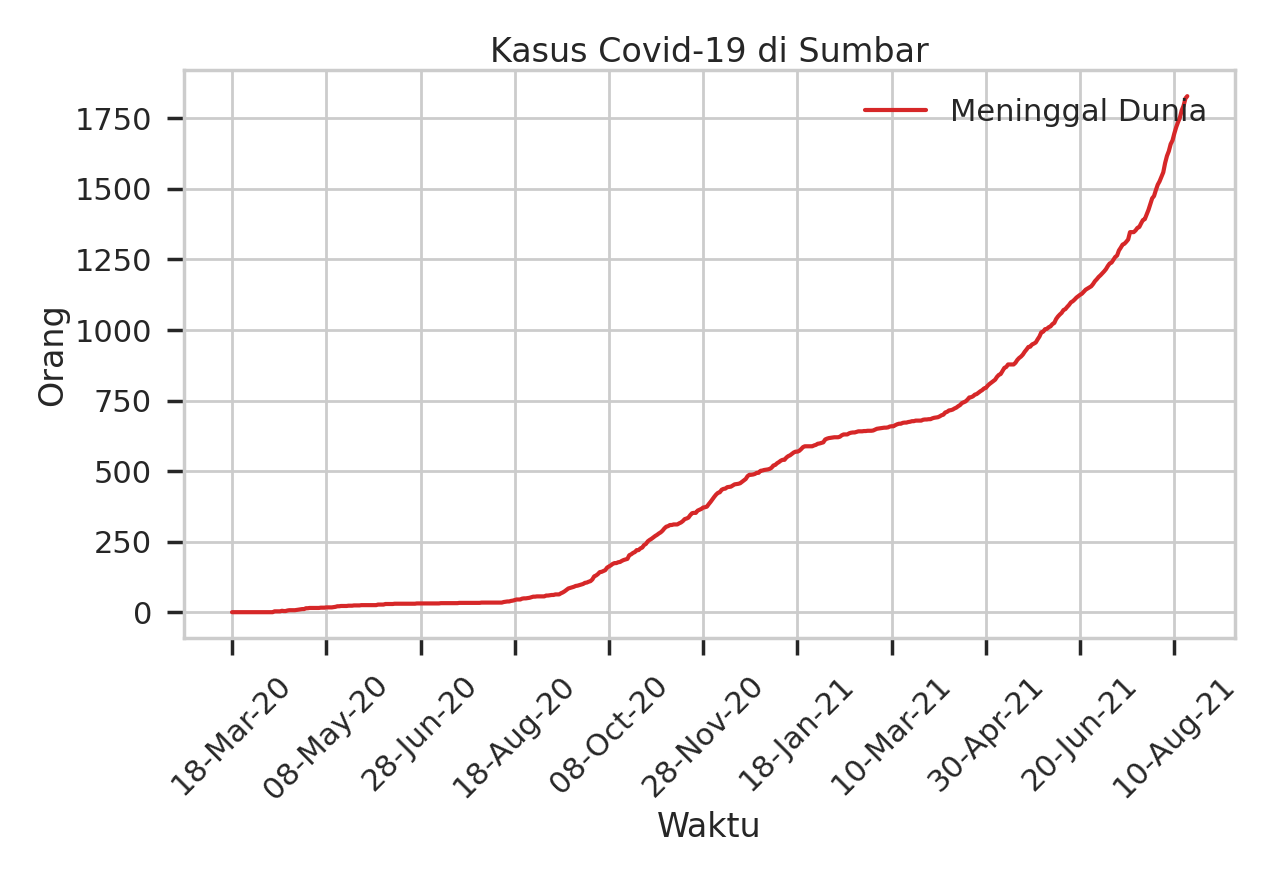 Kasus Covid-19 di Sumbar
Meninggal Dunia
Orang
1750
1500
1250
1000
750
500
250
0
18-Mar-20
08-May-20
28-Jun-20
18-Aug-20
08-Oct-20
28-Nov-20
18-Jan-21
10-Mar-21
30-Apr-21
20-Jun-21
10-Aug-21
Waktu